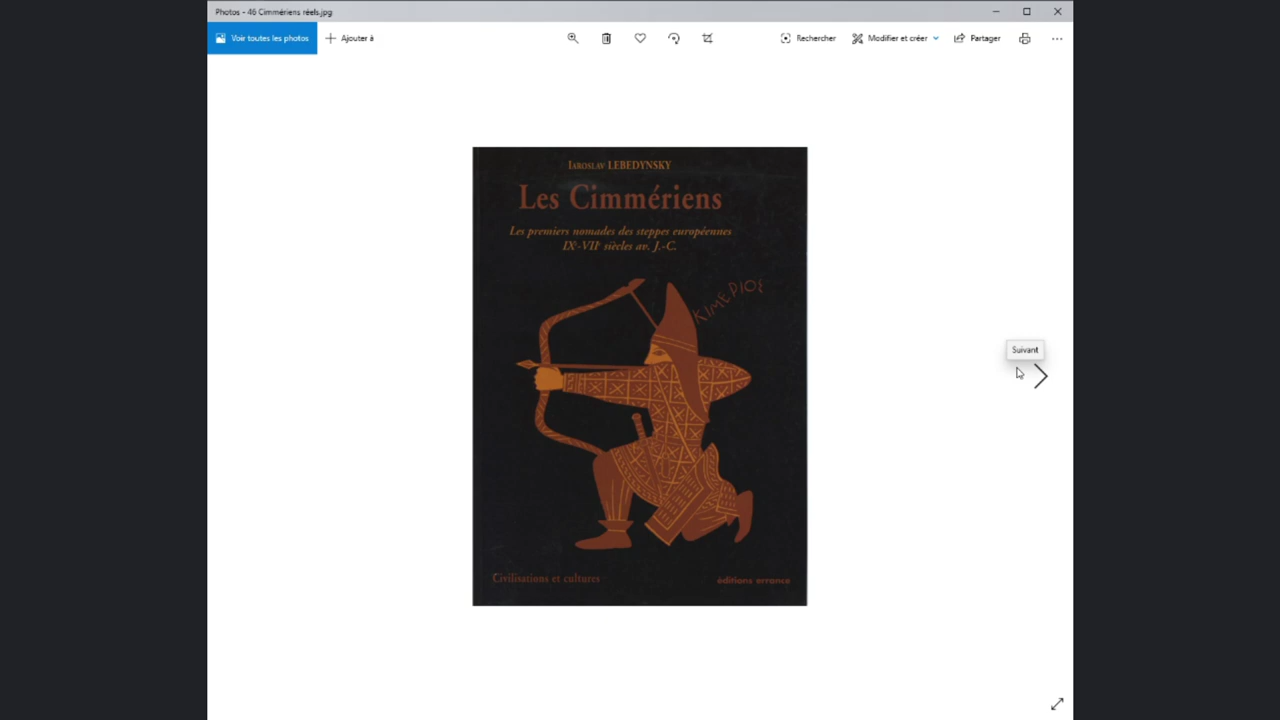 Photos - 46 Cimmériens réels.jpg
Voir toutes les photos
Ajouter à
Rechercher
Modifier et créer
Partager
Iaroslav LEBEDYNSKY
Les Cimmériens
Les premiers nomades des steppes européennes
IXe-VIIe siècles av. J.-C.
ΚΙΜΕΡΙΟΣ
Suivant
Civilisations et cultures
éditions errance